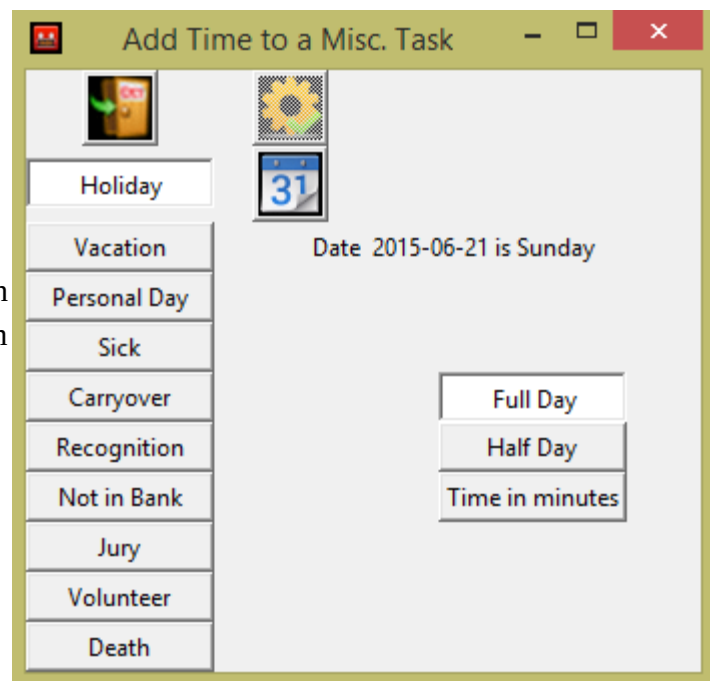 Add Time to a Misc. Task
EXIT
Holiday
31
Vacation
Date 2015-06-21 is Sunday
n
Personal Day
n
Sick
Carryover
Full Day
Recognition
Half Day
Not in Bank
Time in minutes
Jury
Volunteer
Death